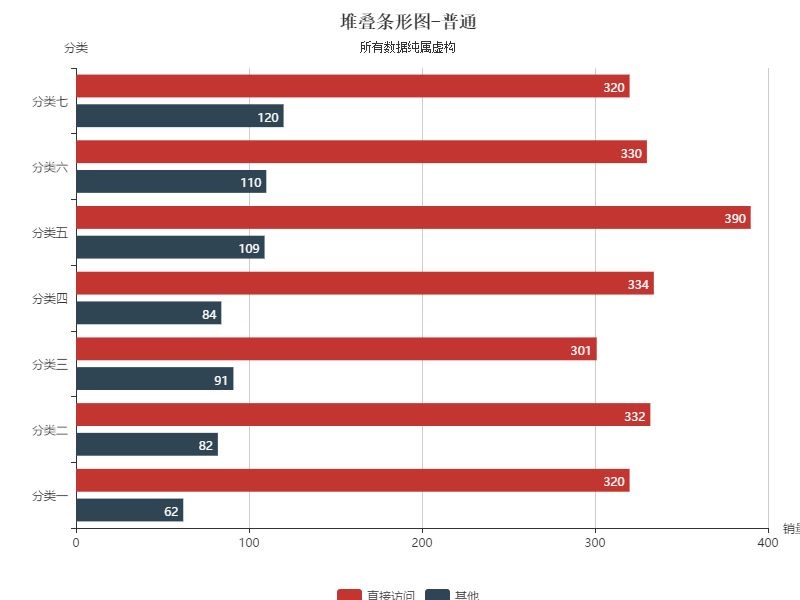 堆叠条形图-普通
所有数据纯属虚构
分类
分类七
320
120
分类六
330
110
分类五
390
109
分类四
334
84
分类三
301
91
分类二
332
82
分类一
320
62
0 100 200 300 400
销量
直接访问 其他